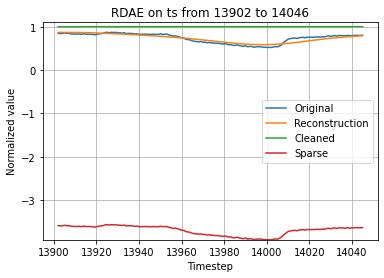 RDAE on ts from 13902 to 14046
Normalized value
1
0
−1
−2
−3
Original
Reconstruction
Cleaned
Sparse
13900 13920 13940 13960 13980 14000 14020 14040
Timestep